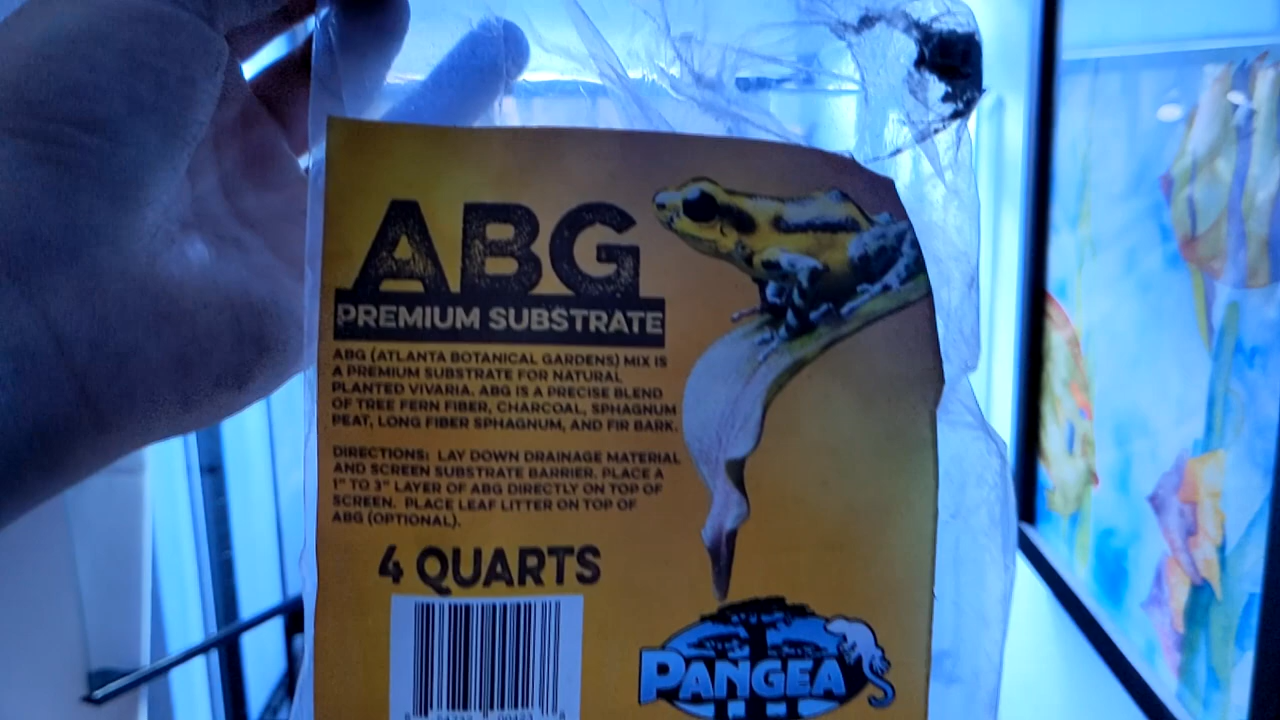 ABG
PREMIUM SUBSTRATE
ABG (ATLANTA BOTANICAL GARDENS) MIX IS
A PREMIUM SUBSTRATE FOR NATURAL
PLANTED VIVARIA. ABG IS A PRECISE BLEND
OF TREE FERN FIBER, CHARCOAL, SPHAGNUM
PEAT, LONG FIBER SPHAGNUM, AND FIR BARK.
DIRECTIONS: LAY DOWN DRAINAGE MATERIAL
AND SCREEN SUBSTRATE BARRIER. PLACE A
1" TO 3" LAYER OF ABG DIRECTLY ON TOP OF
SCREEN. PLACE LEAF LITTER ON TOP OF
ABG (OPTIONAL).
4 QUARTS
PANGEA